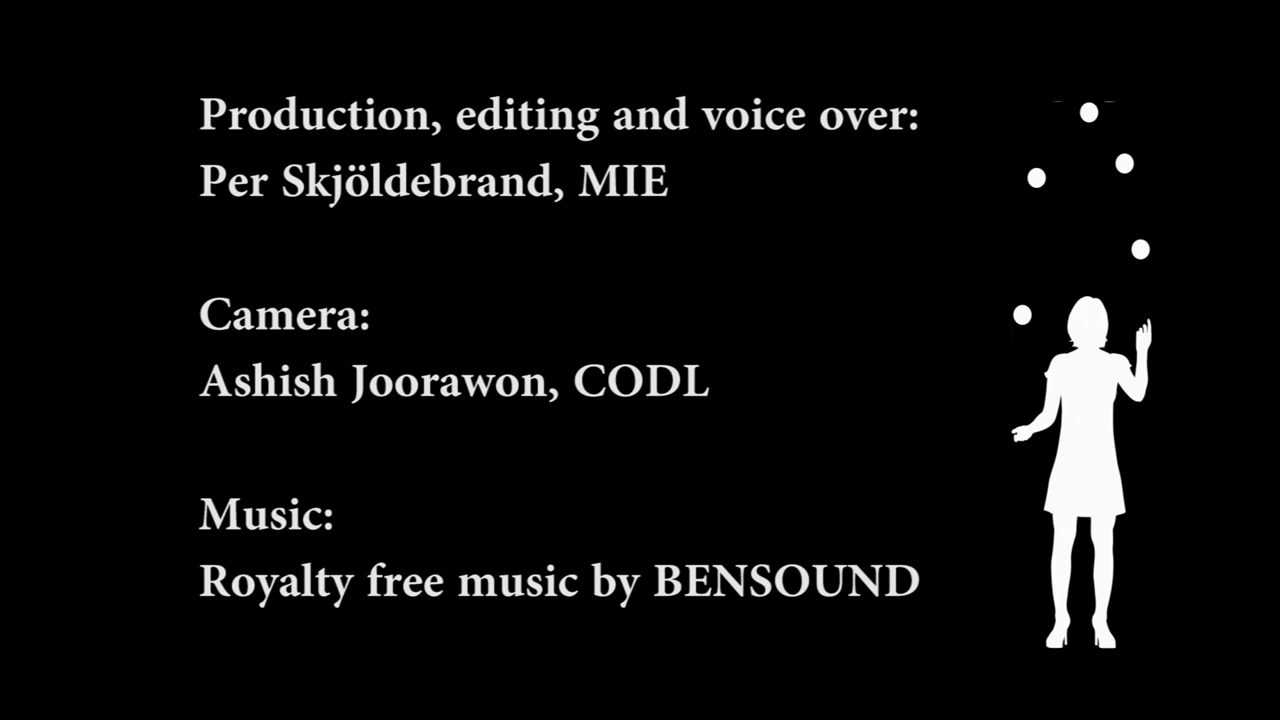 Production, editing and voice over:
Per Skjöldebrand, MIE
Camera:
Ashish Joorawon, CODL
Music:
Royalty free music by BENSOUND